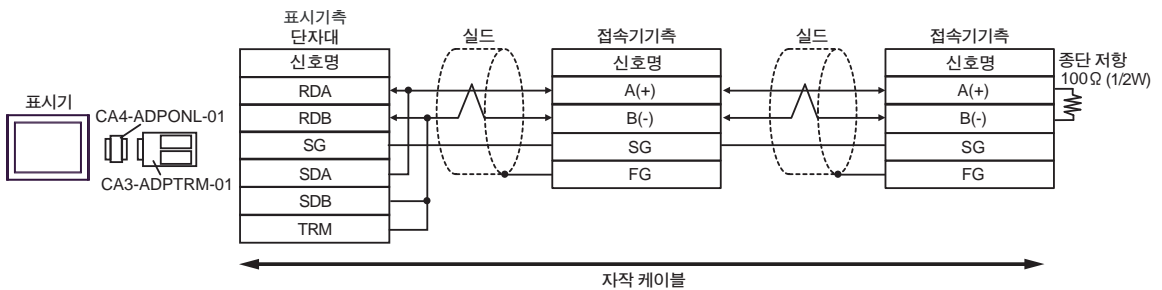 표시기
CA4-ADPONL-01
CA3-ADPTRM-01
표시기측
단자대
신호명
RDA
RDB
SG
SDA
SDB
TRM
실드
접속기기측
신호명
A(+)
B(-)
SG
FG
실드
접속기기측
신호명
A(+)
B(-)
SG
FG
종단 저항
100Ω (1/2W)
자작 케이블